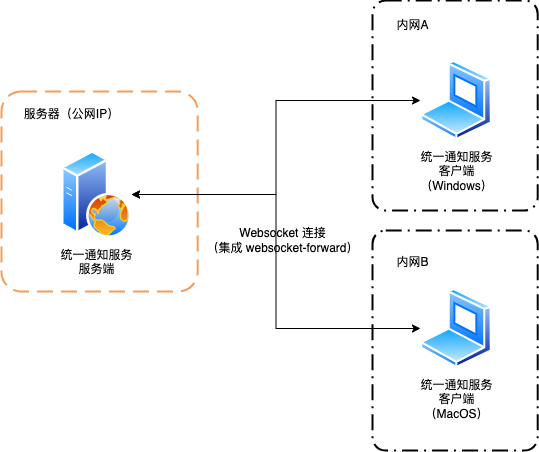 内网A
统一通知服务
客户端
（Windows）
服务器（公网IP）
统一通知服务
服务端
Websocket 连接
（集成 websocket-forward）
内网B
统一通知服务
客户端
（MacOS）